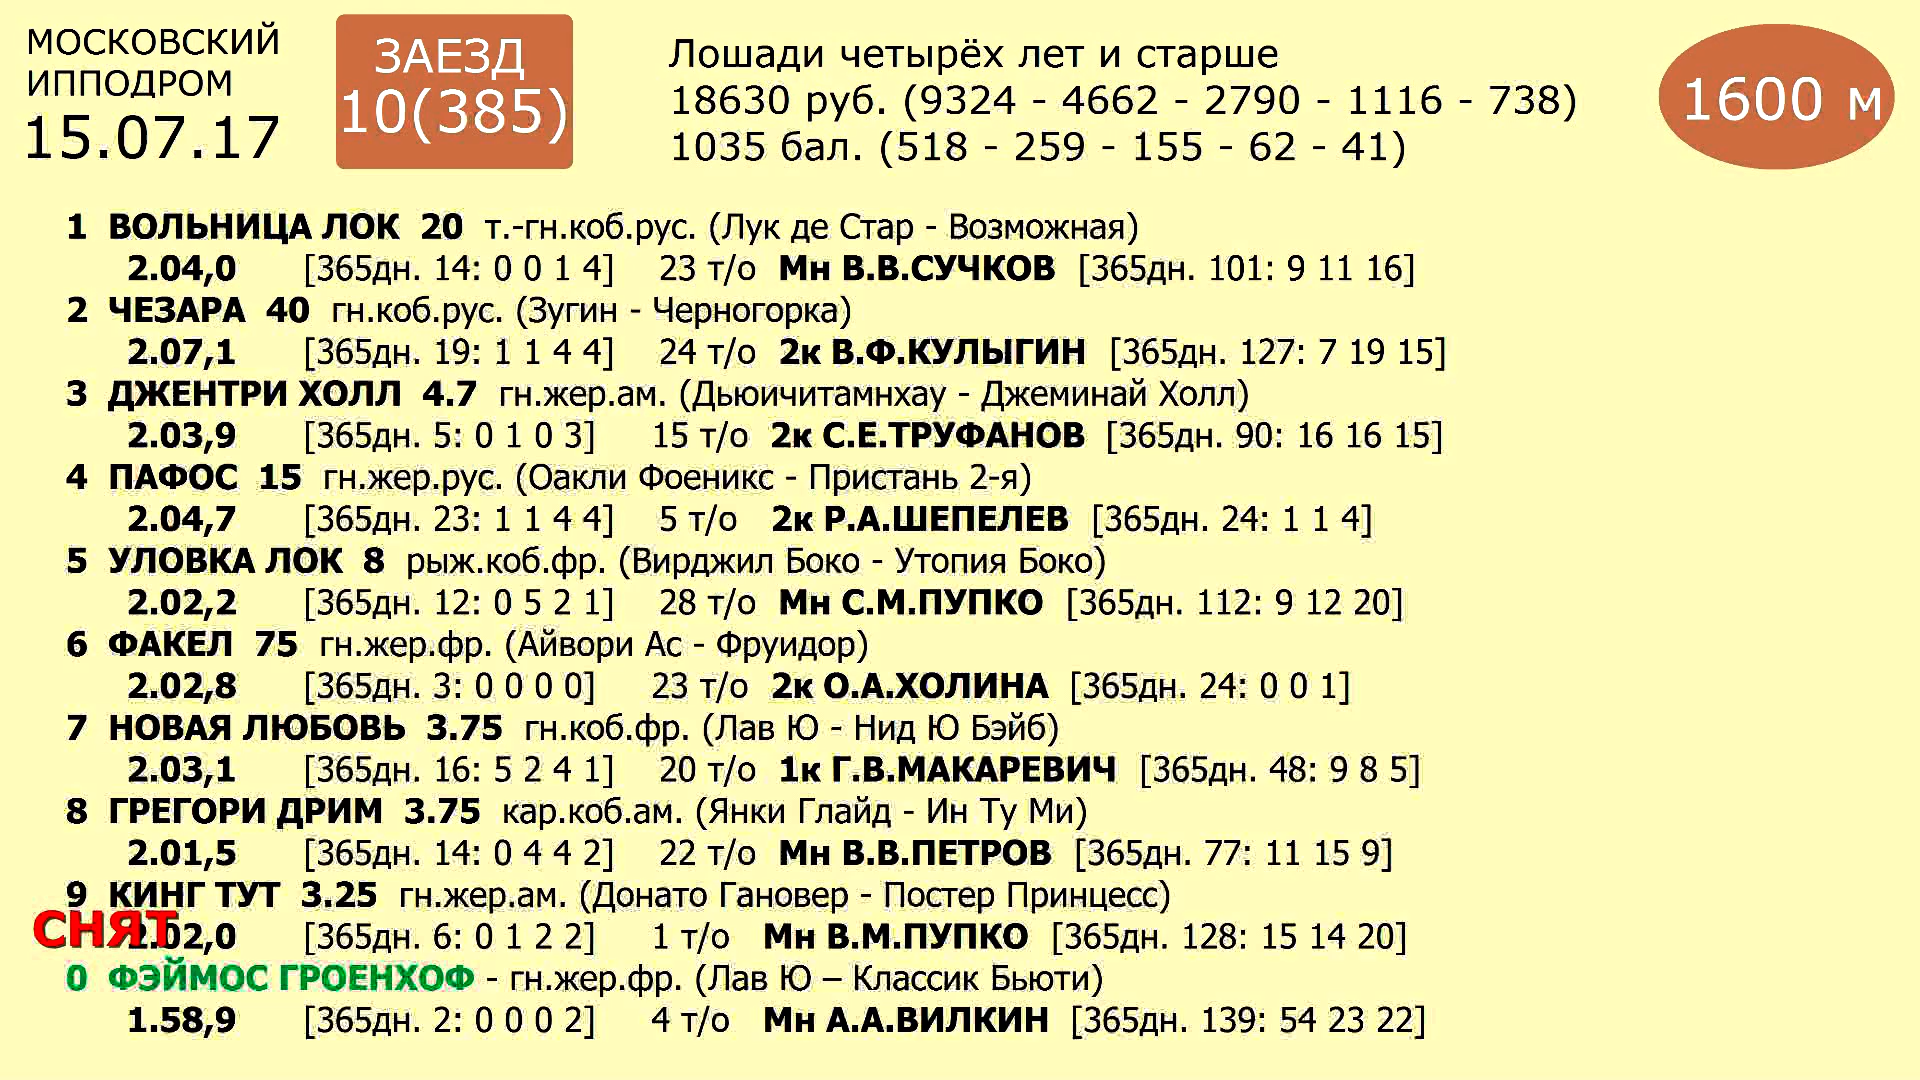 МОСКОВСКИЙ
ИППОДРОМ
15.07.17
ЗАЕЗД
10(385)
Лошади четырёх лет и старше
18630 руб. (9324 - 4662 - 2790 - 1116 - 738)
1035 бал. (518 - 259 - 155 - 62 - 41)
1600 м
1 ВОЛЬНИЦА ЛОК 20 т.-гн.коб.рус. (Лук де Стар - Возможная)
2.04,0 [365дн. 14: 0 0 1 4] 23 т/о Мн В.В.СУЧКОВ [365дн. 101: 9 11 16]
2 ЧЕЗАРА 40 гн.коб.рус. (Зугин - Черногорка)
2.07,1 [365дн. 19: 1 1 4 4] 24 т/о 2к В.Ф.КУЛЫГИН [365дн. 127: 7 19 15]
3 ДЖЕНТРИ ХОЛЛ 4.7 гн.жер.ам. (Дьюичитамнхау - Джеминай Холл)
2.03,9 [365дн. 5: 0 1 0 3] 15 т/о 2к С.Е.ТРУФАНОВ [365дн. 90: 16 16 15]
4 ПАФОС 15 гн.жер.рус. (Оакли Фоеникс - Пристань 2-я)
2.04,7 [365дн. 23: 1 1 4 4] 5 т/о 2к Р.А.ШЕПЕЛЕВ [365дн. 24: 1 1 4]
5 УЛОВКА ЛОК 8 рыж.коб.фр. (Вирджил Боко - Утопия Боко)
2.02,2 [365дн. 12: 0 5 2 1] 28 т/о Мн С.М.ПУПКО [365дн. 112: 9 12 20]
6 ФАКЕЛ 75 гн.жер.фр. (Айвори Ас - Фруидор)
2.02,8 [365дн. 3: 0 0 0 0] 23 т/о 2к О.А.ХОЛИНА [365дн. 24: 0 0 1]
7 НОВАЯ ЛЮБОВЬ 3.75 гн.коб.фр. (Лав Ю - Нид Ю Бэйб)
2.03,1 [365дн. 16: 5 2 4 1] 20 т/о 1к Г.В.МАКАРЕВИЧ [365дн. 48: 9 8 5]
8 ГРЕГОРИ ДРИМ 3.75 кар.коб.ам. (Янки Глайд - Ин Ту Ми)
2.01,5 [365дн. 14: 0 4 4 2] 22 т/о Мн В.В.ПЕТРОВ [365дн. 77: 11 15 9]
9 КИНГ ТУТ 3.25 гн.жер.ам. (Донато Гановер - Постер Принцесс)
СНЯТ 2.02,0 [365дн. 6: 0 1 2 2] 1 т/о Мн В.М.ПУПКО [365дн. 128: 15 14 20]
0 ФЭЙМОС ГРОЕНХОФ - гн.жер.фр. (Лав Ю – Классик Бьюти)
1.58,9 [365дн. 2: 0 0 0 2] 4 т/о Мн А.А.ВИЛКИН [365дн. 139: 54 23 22]